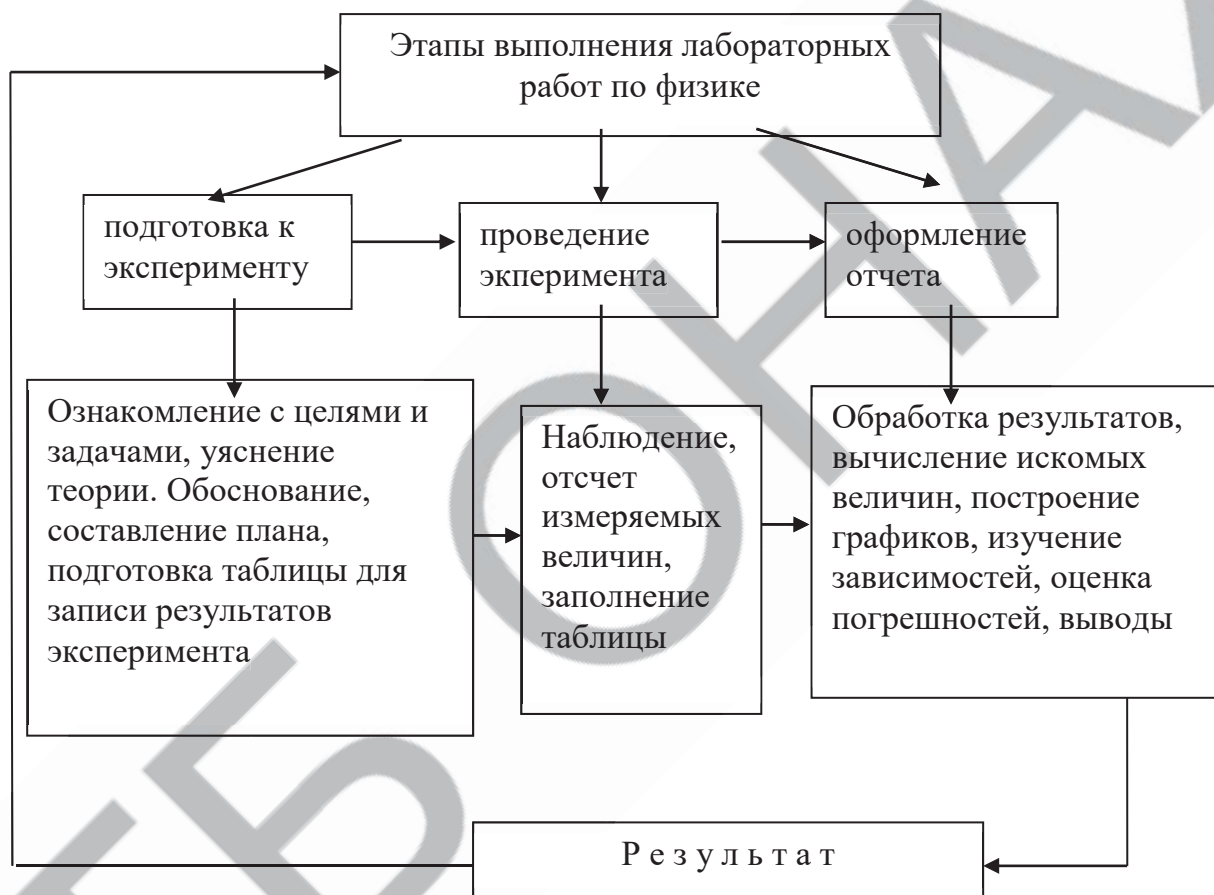 Этапы выполнения лабораторных
работ по физике
подготовка к
эксперименту
проведение
экперимента
оформление
отчета
Ознакомление с целями и
задачами, уяснение
теории. Обоснование,
составление плана,
подготовка таблицы для
записи результатов
эксперимента
Наблюдение,
отсчет
измеряемых
величин,
заполнение
таблицы
Обработка результатов,
вычисление искомых
величин, построение
графиков, изучение
зависимостей, оценка
погрешностей, выводы
Р е з у л ь т а т